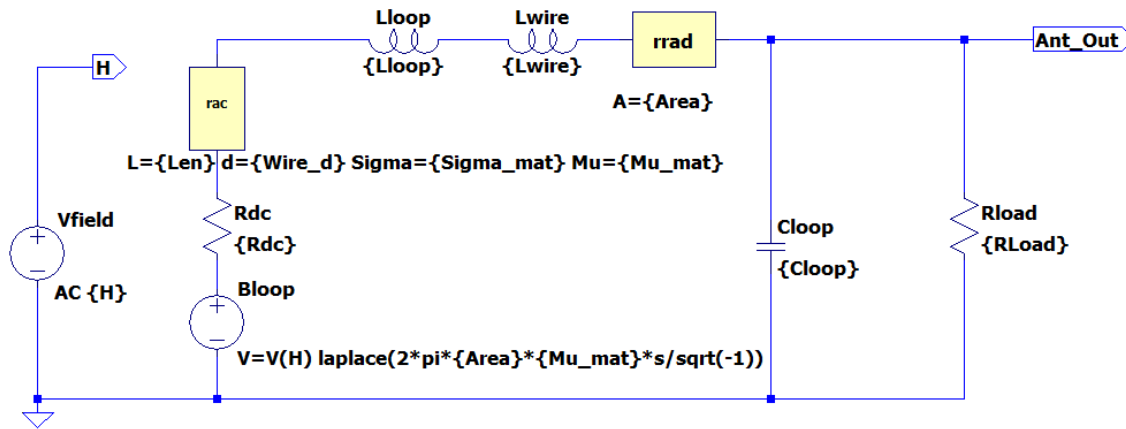 Lloop
{Lloop}
Lwire
{Lwire}
rrad
A={Area}
Ant_Out
H
rac
L={Len} d={Wire_d} Sigma={Sigma_mat} Mu={Mu_mat}
Vfield
AC {H}
Rdc
{Rdc}
Bloop
V=V(H) laplace(2*pi*{Area}*{Mu_mat}*s/sqrt(-1))
Cloop
{Cloop}
Rload
{RLoad}